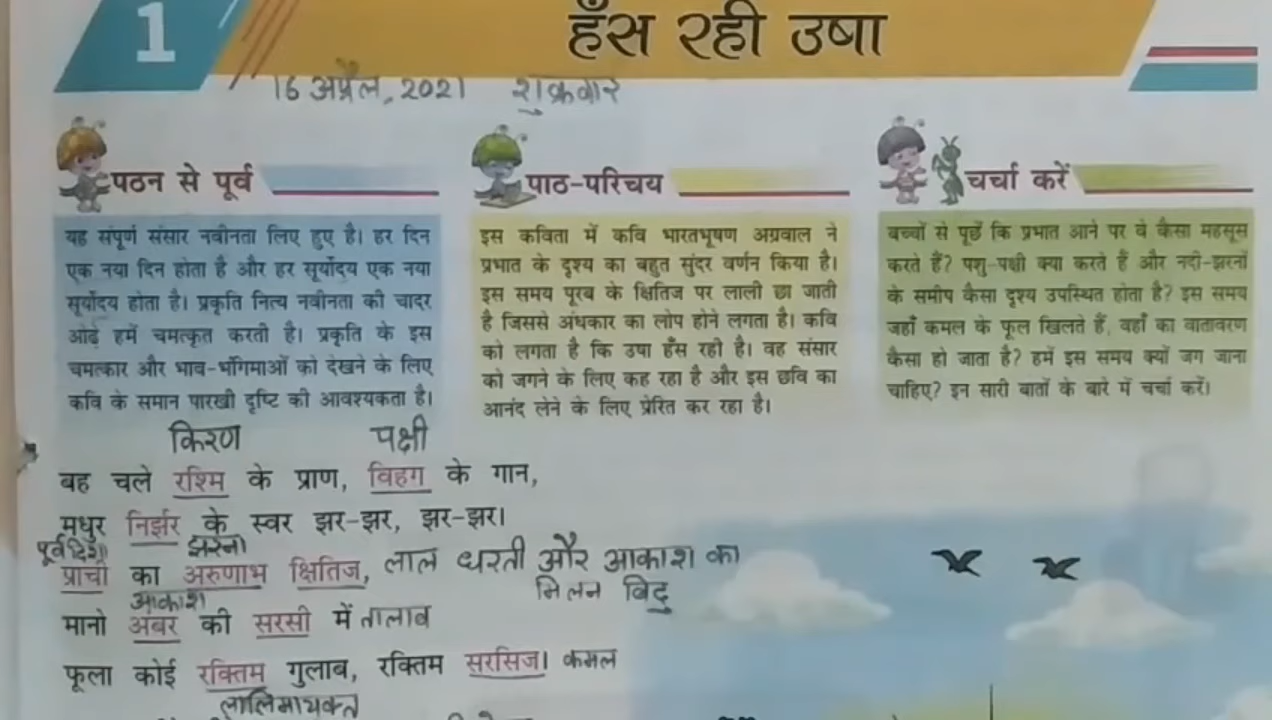 1
हँस रही उषा
16 अप्रैल, 2021 शुक्रवार
पठन से पूर्व
यह संपूर्ण संसार नवीनता लिए हुए है। हर दिन
एक नया दिन होता है और हर सूर्योदय एक नया
सूर्योदय होता है। प्रकृति नित्य नवीनता की चादर
ओढ़े हमें चमत्कृत करती है। प्रकृति के इस
चमत्कार और भाव-भंगिमाओं को देखने के लिए
कवि के समान पारखी दृष्टि की आवश्यकता है।
पाठ-परिचय
इस कविता में कवि भारतभूषण अग्रवाल ने
प्रभात के दृश्य का बहुत सुंदर वर्णन किया है।
इस समय पूरब के क्षितिज पर लाली छा जाती
है जिससे अंधकार का लोप होने लगता है। कवि
को लगता है कि उषा हँस रही है। वह संसार
को जगने के लिए कह रहा है और इस छवि का
आनंद लेने के लिए प्रेरित कर रहा है।
चर्चा करें
बच्चों से पूछें कि प्रभात आने पर वे कैसा महसूस
करते हैं? पशु-पक्षी क्या करते हैं और नदी-झरनों
के समीप कैसा दृश्य उपस्थित होता है? इस समय
जहाँ कमल के फूल खिलते हैं, वहाँ का वातावरण
कैसा हो जाता है? हमें इस समय क्यों जग जाना
चाहिए? इन सारी बातों के बारे में चर्चा करें।
किरण पक्षी
बह चले रश्मि के प्राण, विहग के गान,
मधुर निर्झर के स्वर झर-झर, झर-झर।
पूर्व दिशा झरना
प्राची का अरुणाभ क्षितिज, लाल धरती और आकाश का
आकाश मिलन बिंदु
मानो अंबर की सरसी में तालाब
फूला कोई रक्तिम गुलाब, रक्तिम सरसिज। कमल
लालिमायुक्त